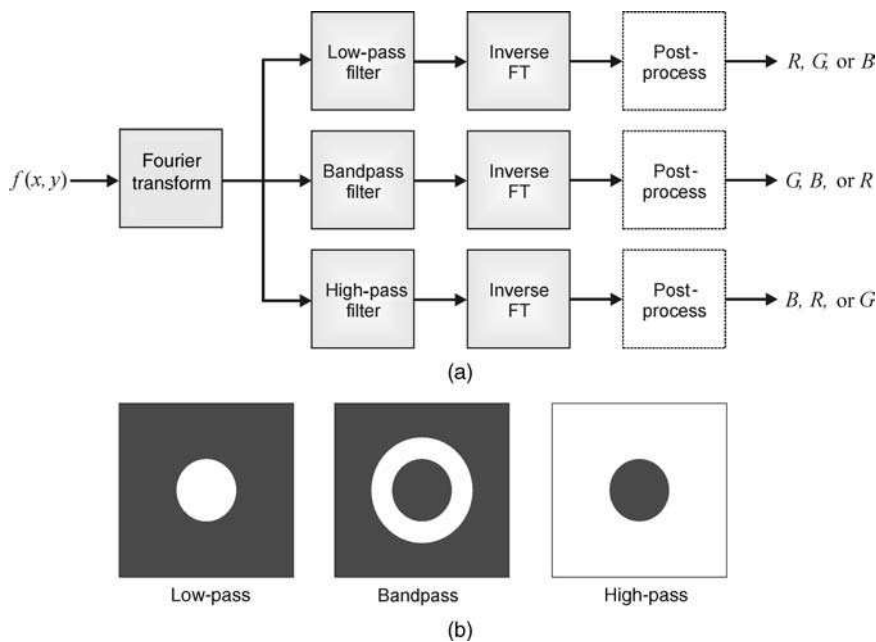 Low-pass
filter
Inverse
FT
Post-
process
R, G, or B
f(x, y)
Fourier
transform
Bandpass
filter
Inverse
FT
Post-
process
G, B, or R
High-pass
filter
Inverse
FT
Post-
process
B, R, or G
(a)
Low-pass
Bandpass
High-pass
(b)